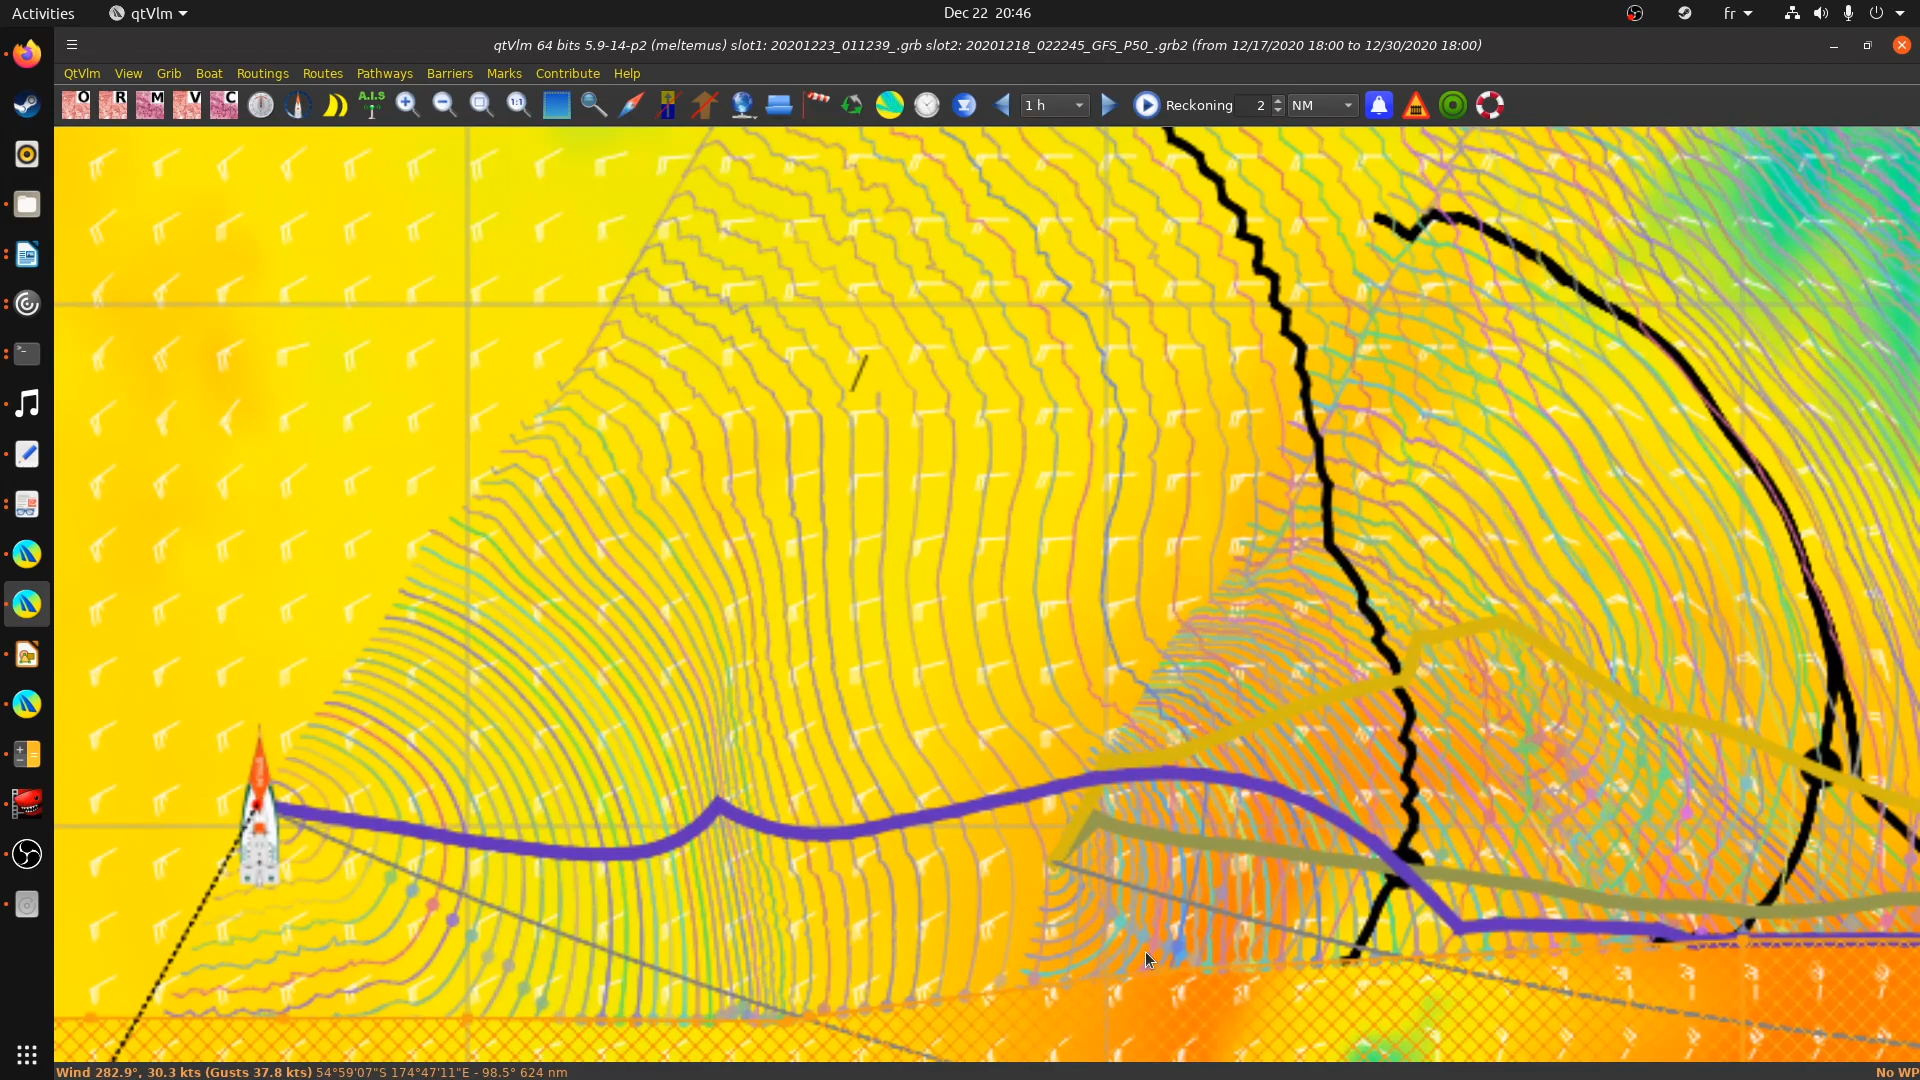 Activities
qtVlm
Dec 22 20:46
fr
qtVlm 64 bits 5.9-14-p2 (meltemus) slot1: 20201223_011239_.grb slot2: 20201218_022245_GFS_P50_.grb2 (from 12/17/2020 18:00 to 12/30/2020 18:00)
QtVlm View Grib Boat Routings Routes Pathways Barriers Marks Contribute Help
O R M V C A.I.S 1:1 1 h Reckoning 2 NM
Wind 282.9°, 30.3 kts (Gusts 37.8 kts) 54°59'07"S 174°47'11"E - 98.5° 624 nm
No WP